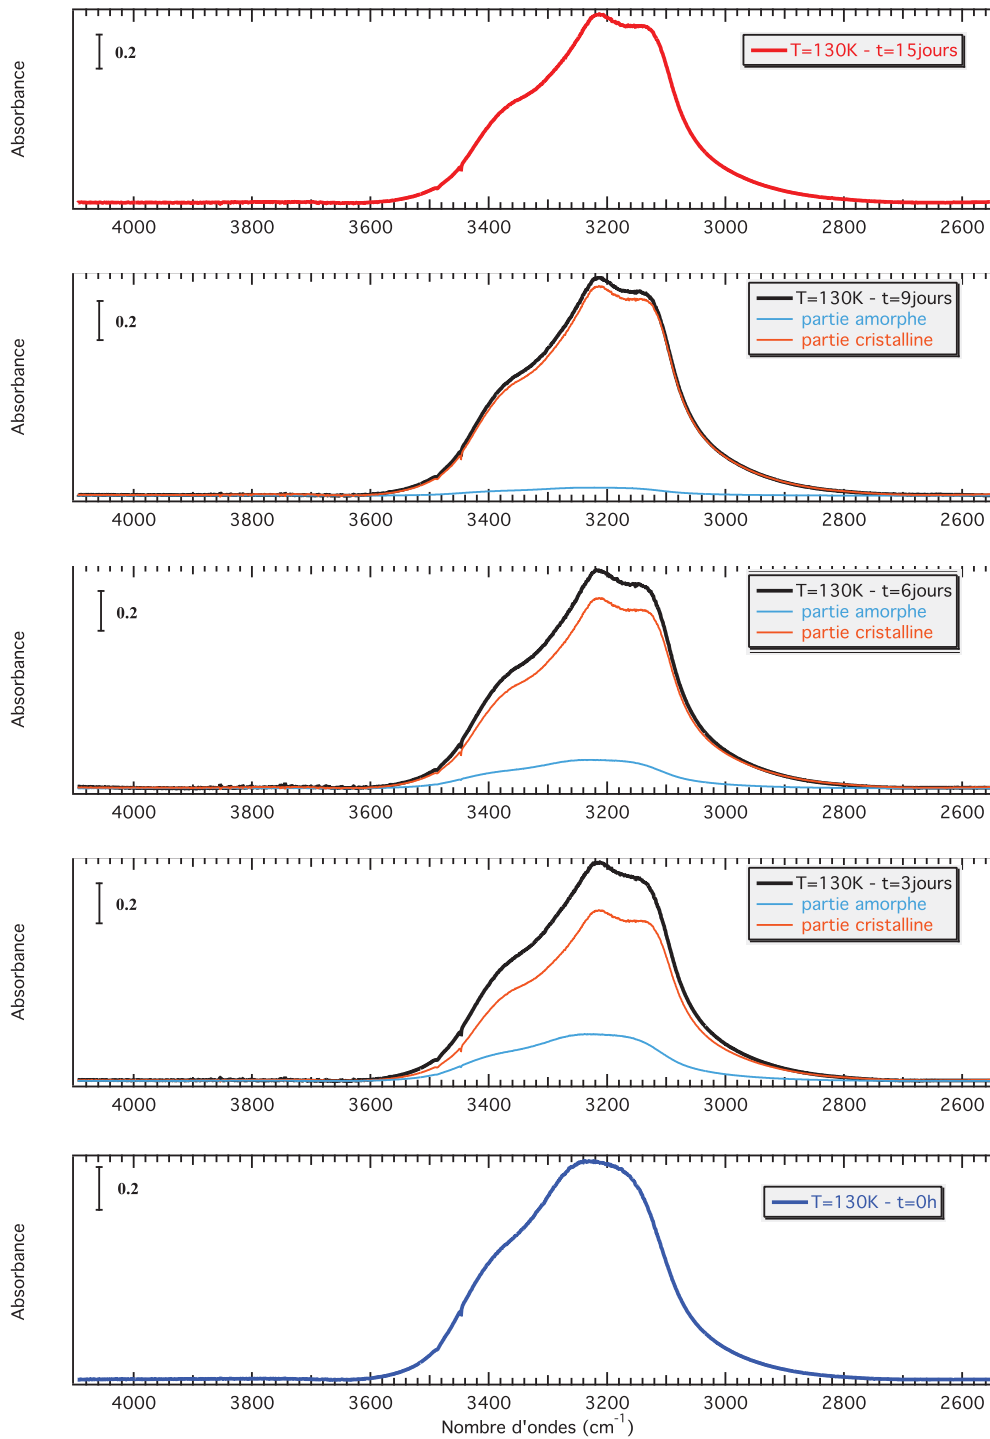 0.2
T=130K - t=15jours
Absorbance
4000 3800 3600 3400 3200 3000 2800 2600
0.2
T=130K - t=9jours
partie amorphe
partie cristalline
Absorbance
4000 3800 3600 3400 3200 3000 2800 2600
0.2
T=130K - t=6jours
partie amorphe
partie cristalline
Absorbance
4000 3800 3600 3400 3200 3000 2800 2600
0.2
T=130K - t=3jours
partie amorphe
partie cristalline
Absorbance
4000 3800 3600 3400 3200 3000 2800 2600
0.2
T=130K - t=0h
Absorbance
4000 3800 3600 3400 3200 3000 2800 2600
Nombre d'ondes (cm⁻¹)